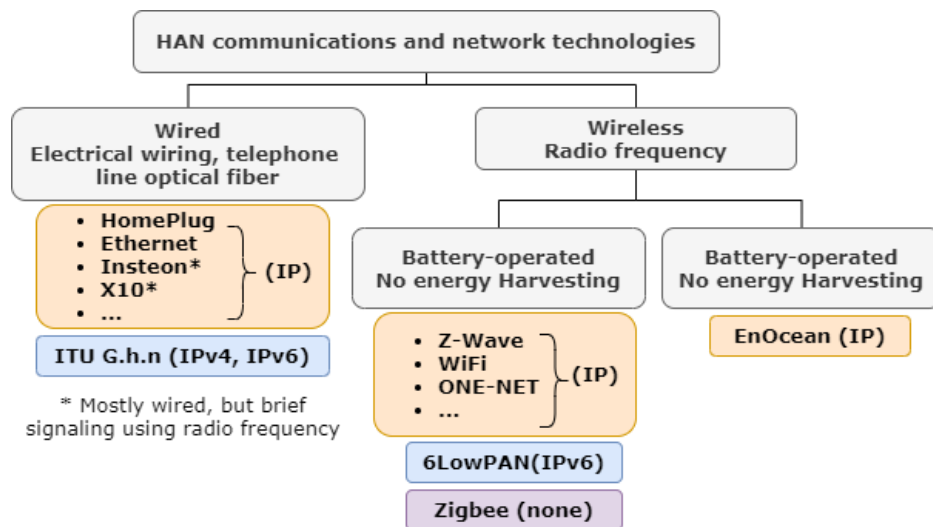 HAN communications and network technologies
Wired
Electrical wiring, telephone
line optical fiber
Wireless
Radio frequency
• HomePlug
• Ethernet
• Insteon*
• X10*
• ...
(IP)
ITU G.h.n (IPv4, IPv6)
* Mostly wired, but brief
signaling using radio frequency
Battery-operated
No energy Harvesting
• Z-Wave
• WiFi
• ONE-NET
• ...
(IP)
6LowPAN(IPv6)
Zigbee (none)
Battery-operated
No energy Harvesting
EnOcean (IP)